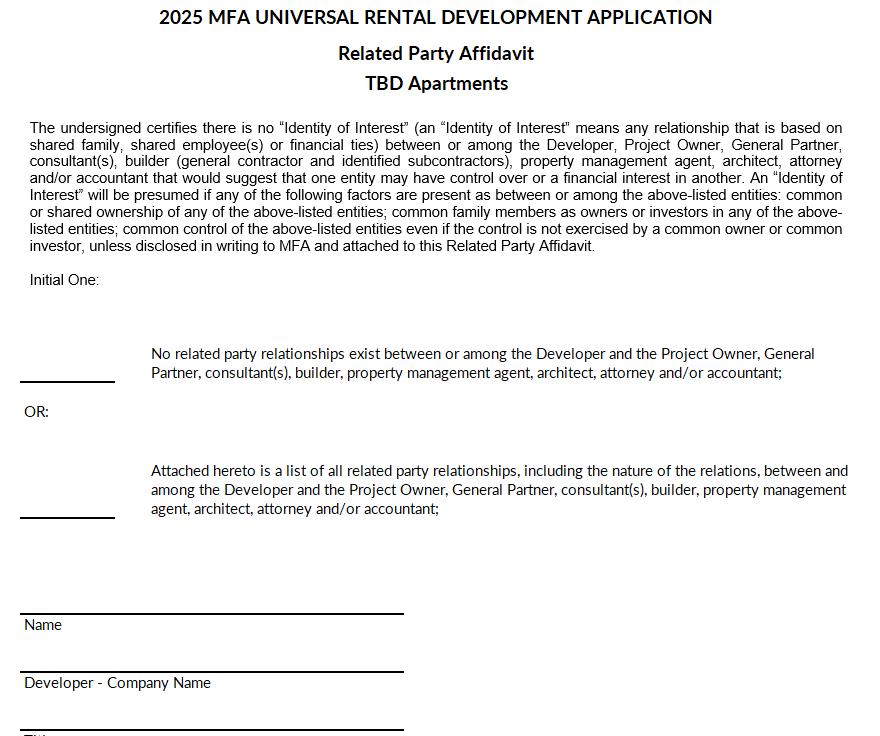 2025 MFA UNIVERSAL RENTAL DEVELOPMENT APPLICATION
Related Party Affidavit
TBD Apartments
The undersigned certifies there is no “Identity of Interest” (an “Identity of Interest” means any relationship that is based on
shared family, shared employee(s) or financial ties) between or among the Developer, Project Owner, General Partner,
consultant(s), builder (general contractor and identified subcontractors), property management agent, architect, attorney
and/or accountant that would suggest that one entity may have control over or a financial interest in another. An “Identity of
Interest” will be presumed if any of the following factors are present as between or among the above-listed entities: common
or shared ownership of any of the above-listed entities; common family members as owners or investors in any of the above-
listed entities; common control of the above-listed entities even if the control is not exercised by a common owner or common
investor, unless disclosed in writing to MFA and attached to this Related Party Affidavit.
Initial One:
No related party relationships exist between or among the Developer and the Project Owner, General
Partner, consultant(s), builder, property management agent, architect, attorney and/or accountant;
OR:
Attached hereto is a list of all related party relationships, including the nature of the relations, between and
among the Developer and the Project Owner, General Partner, consultant(s), builder, property management
agent, architect, attorney and/or accountant;
Name
Developer - Company Name